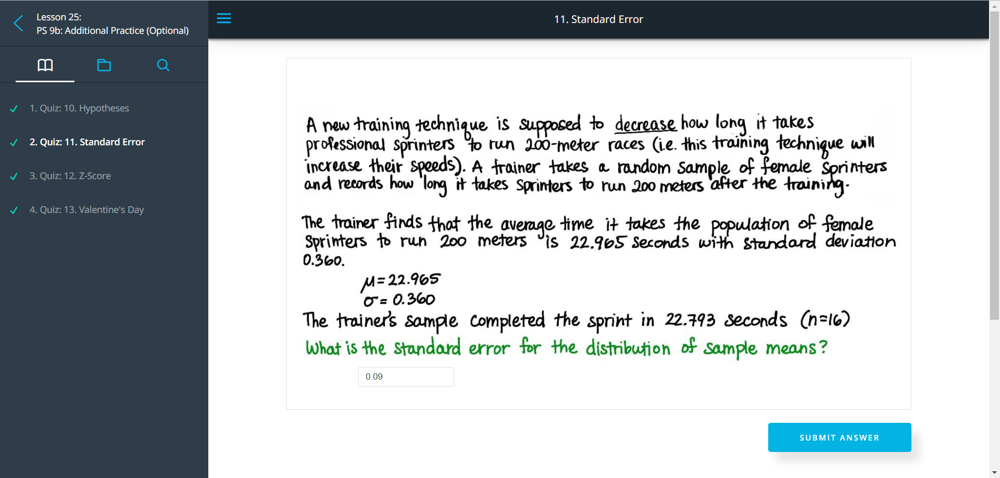 Lesson 25:
PS 9b: Additional Practice (Optional)
11. Standard Error
1. Quiz: 10. Hypotheses
2. Quiz: 11. Standard Error
3. Quiz: 12. Z-Score
4. Quiz: 13. Valentine's Day
A new training technique is supposed to decrease how long it takes
professional sprinters to run 200-meter races (i.e. this training technique will
increase their speeds). A trainer takes a random sample of female sprinters
and records how long it takes sprinters to run 200 meters after the training.
The trainer finds that the average time it takes the population of female
sprinters to run 200 meters is 22.965 seconds with standard deviation
0.360.
μ = 22.965
σ = 0.360
The trainer's sample completed the sprint in 22.793 seconds (n=16)
What is the standard error for the distribution of sample means?
0.09
SUBMIT ANSWER